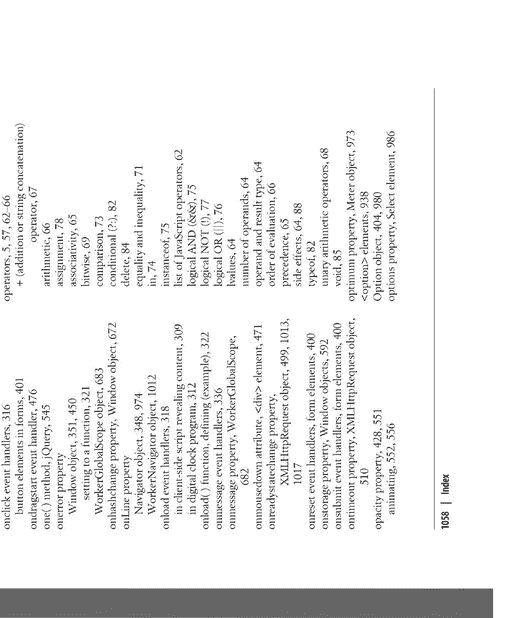 onclick event handlers, 316
button elements in forms, 401
ondragstart event handler, 476
one() method, jQuery, 545
onerror property
Window object, 351, 450
setting to a function, 321
WorkerGlobalScope object, 683
onhashchange property, Window object, 672
onLine property
Navigator object, 348, 974
WorkerNavigator object, 1012
onload event handlers, 318
in client-side script revealing content, 309
in digital clock program, 312
onload() function, defining (example), 322
onmessage event handlers, 336
onmessage property, WorkerGlobalScope,
682
onmousedown attribute, <div> element, 471
onreadystatechange property,
XMLHttpRequest object, 499, 1013,
1017
onreset event handlers, form elements, 400
onstorage property, Window objects, 592
onsubmit event handlers, form elements, 400
ontimeout property, XMLHttpRequest object,
510
opacity property, 428, 551
animating, 552, 556
operators, 5, 57, 62–66
+ (addition or string concatenation)
operator, 67
arithmetic, 66
assignment, 78
associativity, 65
bitwise, 69
comparison, 73
conditional (?:), 82
delete, 84
equality and inequality, 71
in, 74
instanceof, 75
list of JavaScript operators, 62
logical AND (&&), 75
logical NOT (!), 77
logical OR (||), 76
lvalues, 64
number of operands, 64
operand and result type, 64
order of evaluation, 66
precedence, 65
side effects, 64, 88
typeof, 82
unary arithmetic operators, 68
void, 85
optimum property, Meter object, 973
<option> elements, 938
Option object, 404, 980
options property, Select element, 986
1058 | Index